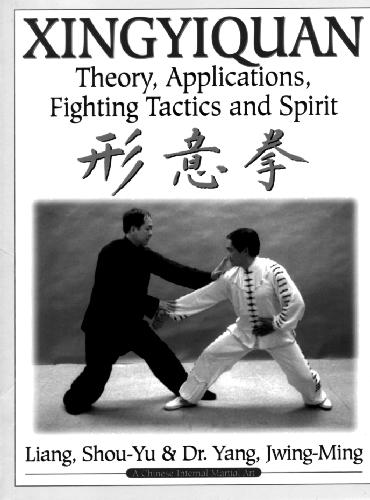 XINGYIQUAN
Theory, Applications,
Fighting Tactics and Spirit
形意拳
Liang, Shou-Yu & Dr. Yang, Jwing-Ming
A Chinese Internal Martial Art